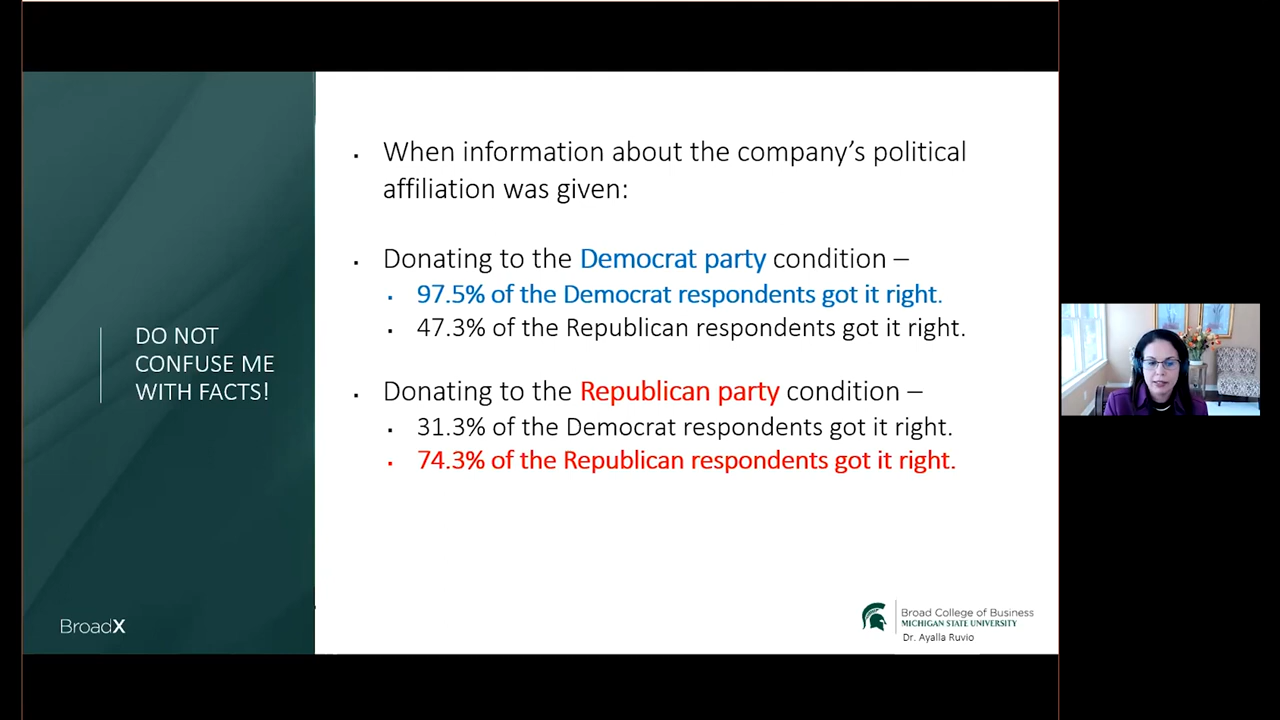 DO NOT
CONFUSE ME
WITH FACTS!
BroadX
▪ When information about the company’s political
affiliation was given:
▪ Donating to the Democrat party condition –
▪ 97.5% of the Democrat respondents got it right.
▪ 47.3% of the Republican respondents got it right.
▪ Donating to the Republican party condition –
▪ 31.3% of the Democrat respondents got it right.
▪ 74.3% of the Republican respondents got it right.
Broad College of Business
MICHIGAN STATE UNIVERSITY
Dr. Ayalla Ruvio